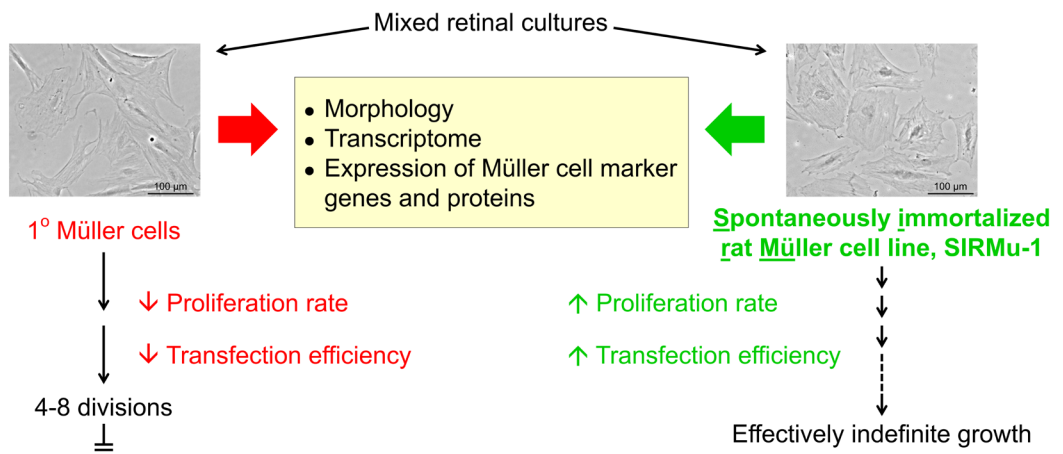 Mixed retinal cultures
100 µm
• Morphology
• Transcriptome
• Expression of Müller cell marker
genes and proteins
100 µm
1° Müller cells
Spontaneously immortalized
rat Müller cell line, SIRMu-1
↓ Proliferation rate
↓ Transfection efficiency
↑ Proliferation rate
↑ Transfection efficiency
4-8 divisions
Effectively indefinite growth